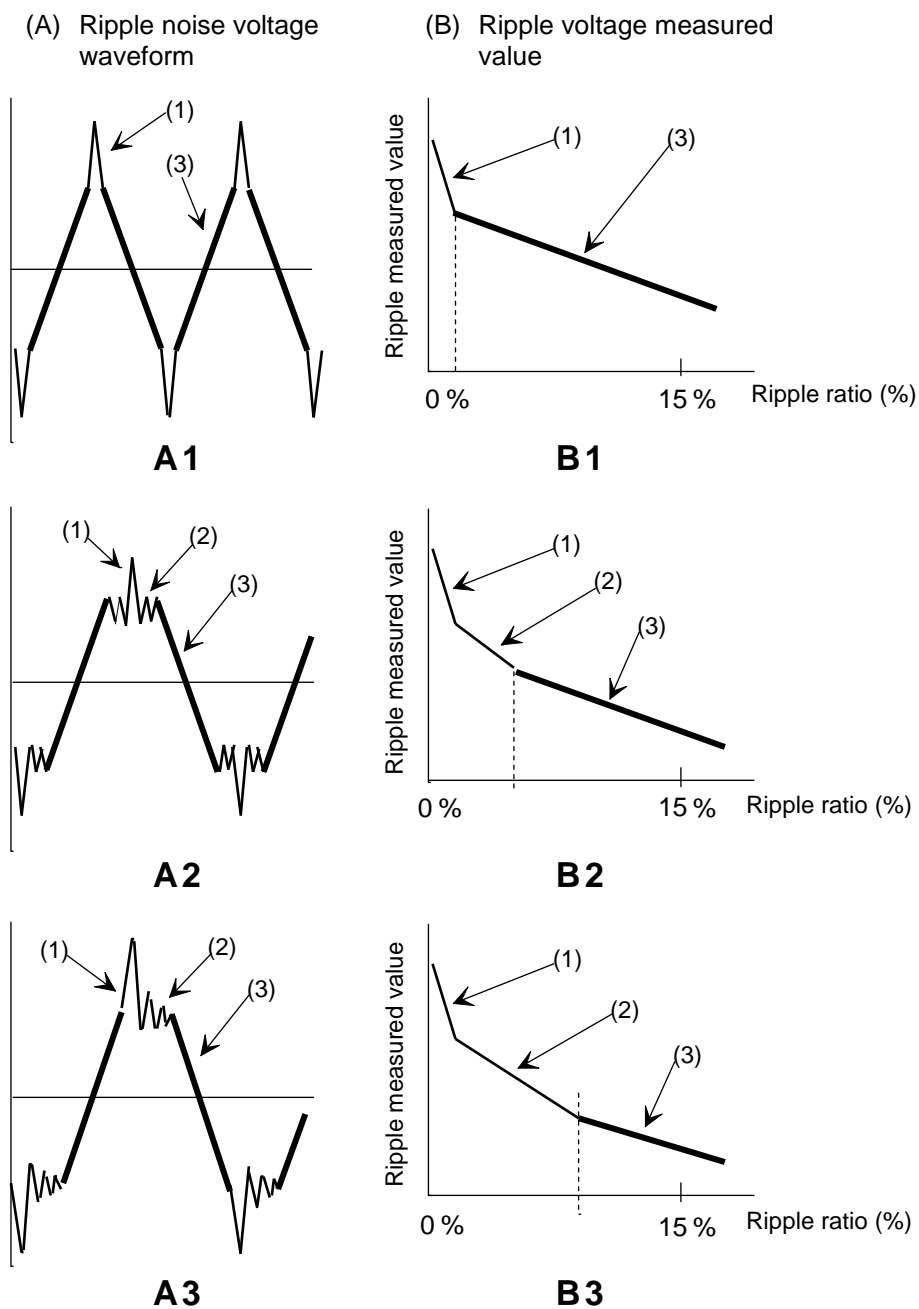 (A) Ripple noise voltage
waveform
(B) Ripple voltage measured
value
(1)
(3)
A1
Ripple measured value
(1)
(3)
0 %
15 %
Ripple ratio (%)
B1
(1)
(2)
(3)
A2
Ripple measured value
(1)
(2)
(3)
0 %
15 %
Ripple ratio (%)
B2
(1)
(2)
(3)
A3
Ripple measured value
(1)
(2)
(3)
0 %
15 %
Ripple ratio (%)
B3